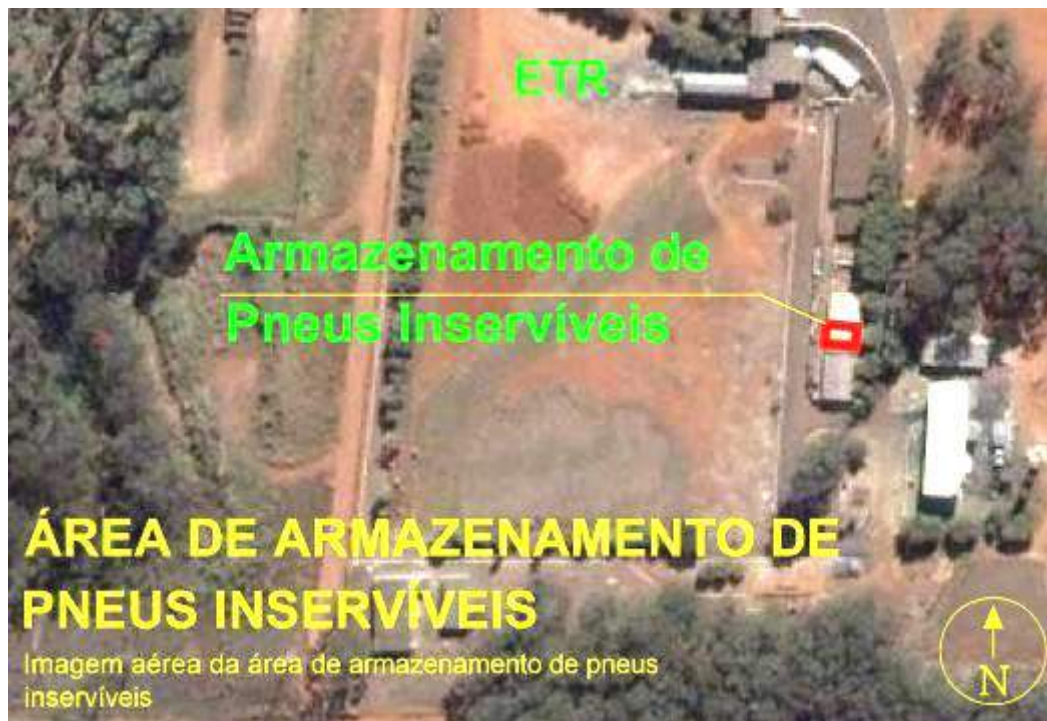 ETR
Armazenamento de
Pneus Inservíveis
ÁREA DE ARMAZENAMENTO DE
PNEUS INSERVÍVEIS
Imagem aérea da área de armazenamento de pneus
inservíveis
N